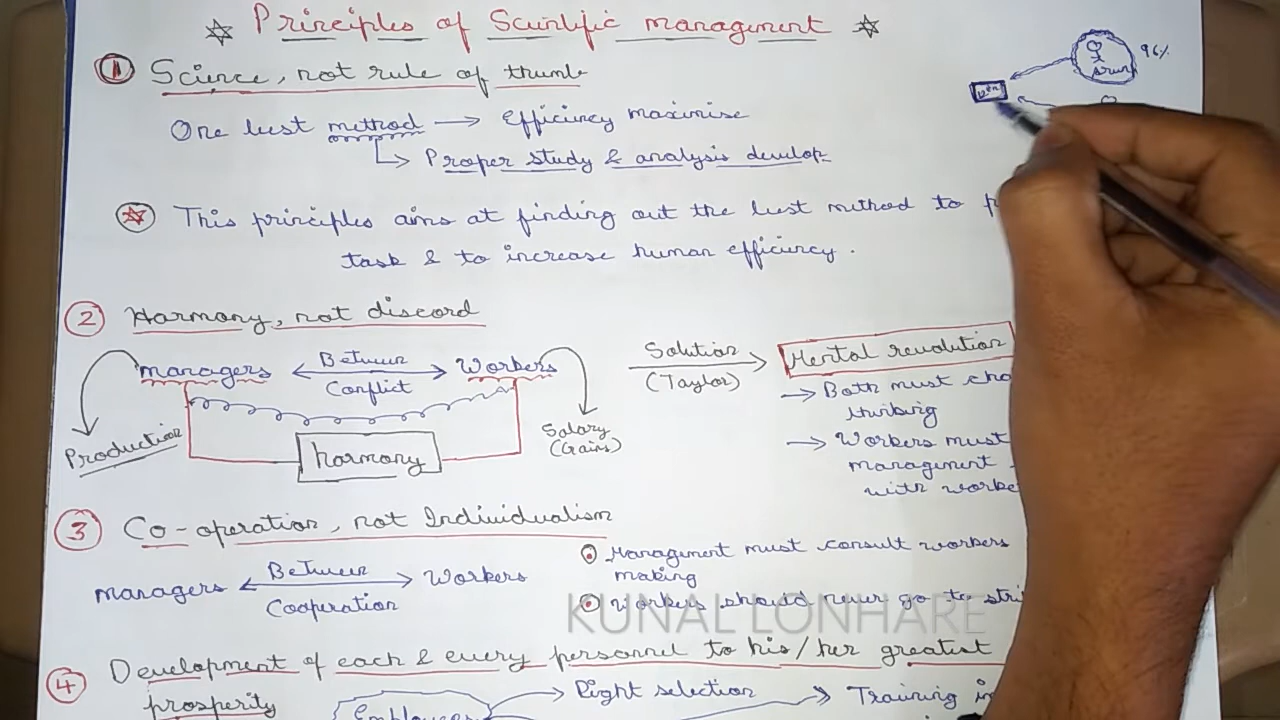 Principles of Scientific management
1 Science, not rule of thumb
One best method → Efficiency maximise
→ Proper study & analysis develop
This principles aims at finding out the best method to
task & to increase human efficiency.
2 Harmony, not discord
managers Between Workers
Conflict
Production
harmony
Salary
(Gains)
Solution
(Taylor)
Mental revolution
→ Both must
thinking
→ Workers must
management
with
3 Co-operation, not Individualism
managers Between Workers
Cooperation
Management must consult workers
making
Workers should never go to
KUNAL LONHARE
4 Development of each & every personnel to his/her greatest
prosperity
Employees
Right selection
Training
96%
Arun